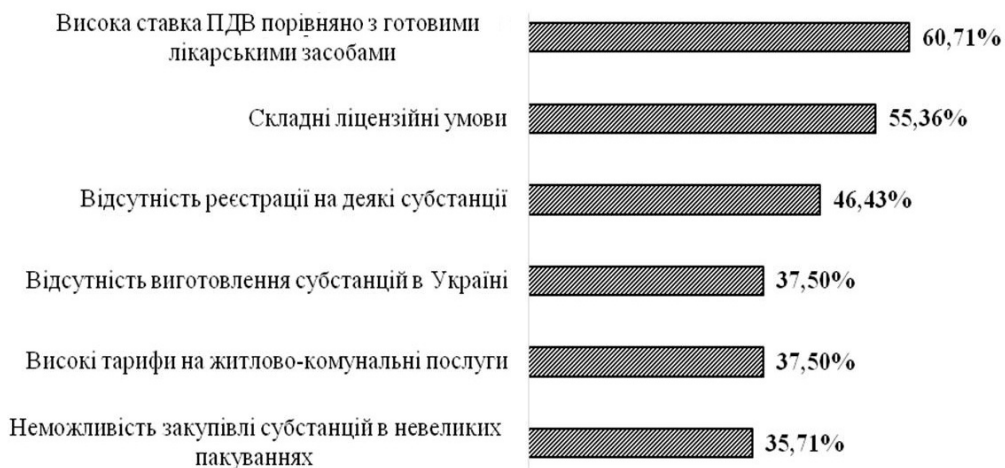 Висока ставка ПДВ порівняно з готовими
лікарськими засобами
60,71%
Складні ліцензійні умови
55,36%
Відсутність реєстрації на деякі субстанції
46,43%
Відсутність виготовлення субстанцій в Україні
37,50%
Високі тарифи на житлово-комунальні послуги
37,50%
Неможливість закупівлі субстанцій в невеликих
пакуваннях
35,71%